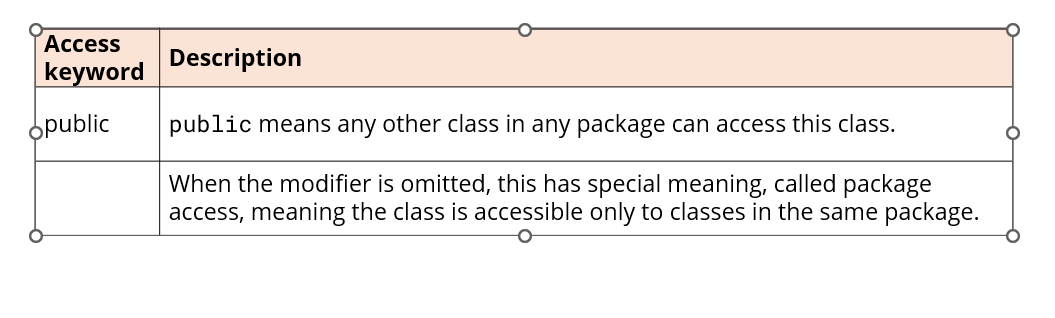 Access
keyword
Description
public
public means any other class in any package can access this class.
When the modifier is omitted, this has special meaning, called package
access, meaning the class is accessible only to classes in the same package.